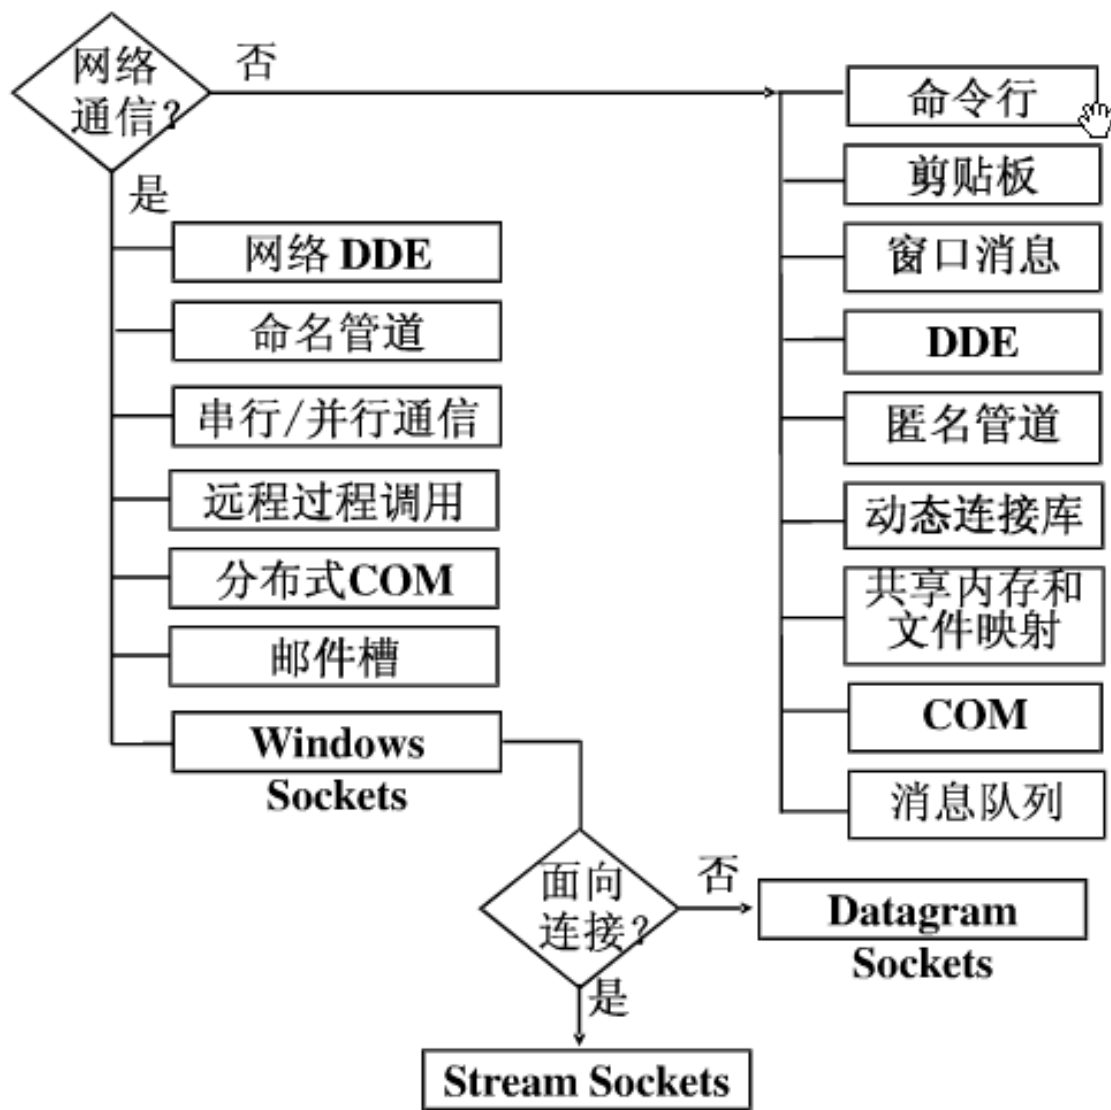 网络
通信?
否
是
命令行
剪贴板
窗口消息
DDE
匿名管道
动态连接库
共享内存和
文件映射
COM
消息队列
网络 DDE
命名管道
串行/并行通信
远程过程调用
分布式COM
邮件槽
Windows
Sockets
面向
连接?
否
是
Datagram
Sockets
Stream Sockets